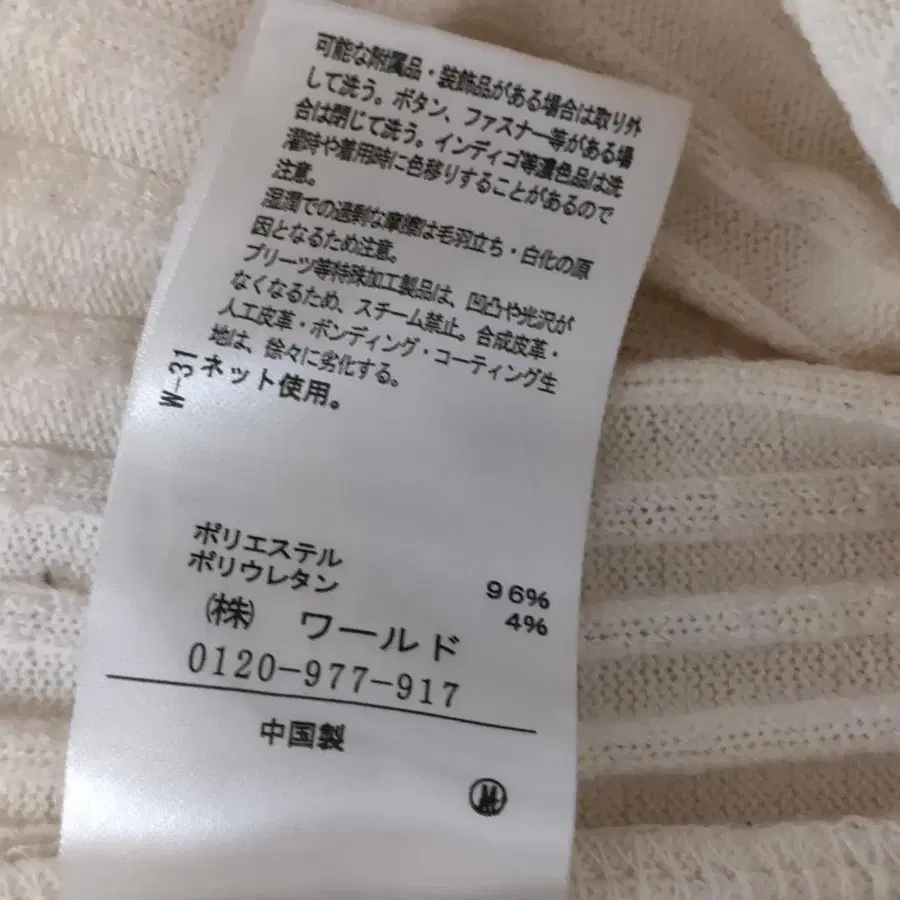 可能な附属品・装飾品がある場合は取り外
して洗う。ボタン、ファスナー等がある場
合は閉じて洗う。インディゴ等濃色品は洗
濯時や着用時に色移りすることがあるので
注意。
湿潤での過剰な摩擦は毛羽立ち・白化の原
因となるため注意。
プリーツ等特殊加工製品は、凹凸や光沢が
なくなるため、スチーム禁止。合成皮革・
人工皮革・ボンディング・コーティング生
地は、徐々に劣化する。
ネット使用。
W-31
ポリエステル 96%
ポリウレタン 4%
(株) ワールド
0120-977-917
中国製